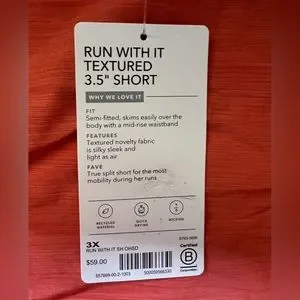 RUN WITH IT
TEXTURED
3.5" SHORT
WHY WE LOVE IT
FIT
Semi-fitted, skims easily over the
body with a mid-rise waistband
FEATURES
Textured novelty fabric
is silky sleek and
light as air
FAVE
True split short for the most
mobility during her runs
RECYCLED
MATERIAL
QUICK
DRYING
WICKING
3X
RUN WITH IT SH OHSD
$59.00
Certified
B
Corporation